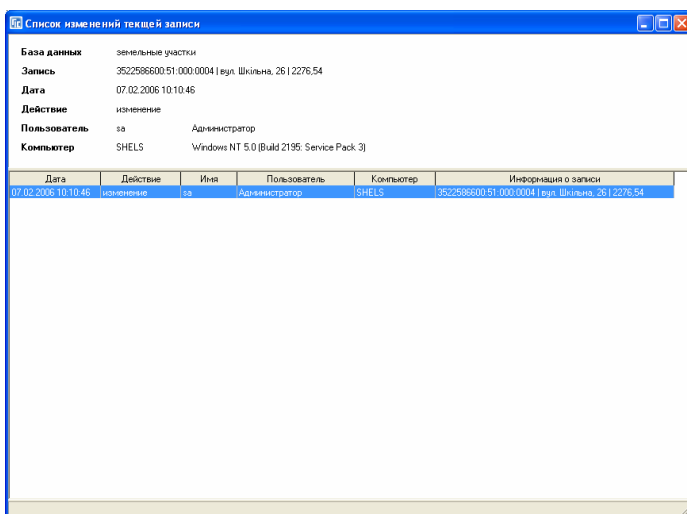 Список изменений текщей записи
База данных земельные участки
Запись 3522586600:51:000:0004 | вул. Шкільна, 26 | 2276,54
Дата 07.02.2006 10:10:46
Действие изменение
Пользователь sa Администратор
Компьютер SHELS Windows NT 5.0 (Build 2195: Service Pack 3)
Дата Действие Имя Пользователь Компьютер Информация о записи
07.02.2006 10:10:46 изменение sa Администратор SHELS 3522586600:51:000:0004 | вул. Шкільна, 26 | 2276,54